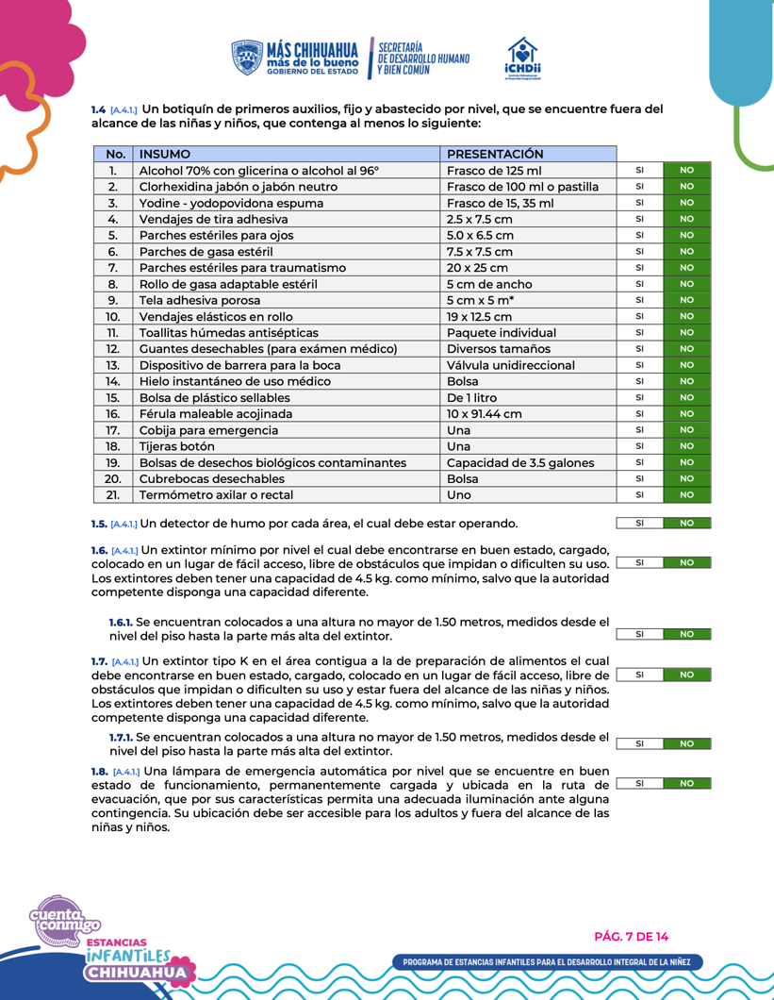 MÁS CHIHUAHUA
más de lo bueno
GOBIERNO DEL ESTADO
SECRETARÍA
DE DESARROLLO HUMANO
Y BIEN COMÚN
iCHDii
1.4 [A.4.1.] Un botiquín de primeros auxilios, fijo y abastecido por nivel, que se encuentre fuera del
alcance de las niñas y niños, que contenga al menos lo siguiente:
No. INSUMO PRESENTACIÓN
1. Alcohol 70% con glicerina o alcohol al 96° Frasco de 125 ml SI NO
2. Clorhexidina jabón o jabón neutro Frasco de 100 ml o pastilla SI NO
3. Yodine - yodopovidona espuma Frasco de 15, 35 ml SI NO
4. Vendajes de tira adhesiva 2.5 x 7.5 cm SI NO
5. Parches estériles para ojos 5.0 x 6.5 cm SI NO
6. Parches de gasa estéril 7.5 x 7.5 cm SI NO
7. Parches estériles para traumatismo 20 x 25 cm SI NO
8. Rollo de gasa adaptable estéril 5 cm de ancho SI NO
9. Tela adhesiva porosa 5 cm x 5 m* SI NO
10. Vendajes elásticos en rollo 19 x 12.5 cm SI NO
11. Toallitas húmedas antisépticas Paquete individual SI NO
12. Guantes desechables (para exámen médico) Diversos tamaños SI NO
13. Dispositivo de barrera para la boca Válvula unidireccional SI NO
14. Hielo instantáneo de uso médico Bolsa SI NO
15. Bolsa de plástico sellables De 1 litro SI NO
16. Férula maleable acojinada 10 x 91.44 cm SI NO
17. Cobija para emergencia Una SI NO
18. Tijeras botón Una SI NO
19. Bolsas de desechos biológicos contaminantes Capacidad de 3.5 galones SI NO
20. Cubrebocas desechables Bolsa SI NO
21. Termómetro axilar o rectal Uno SI NO
1.5. [A.4.1.] Un detector de humo por cada área, el cual debe estar operando. SI NO
1.6. [A.4.1.] Un extintor mínimo por nivel el cual debe encontrarse en buen estado, cargado,
colocado en un lugar de fácil acceso, libre de obstáculos que impidan o dificulten su uso. SI NO
Los extintores deben tener una capacidad de 4.5 kg. como mínimo, salvo que la autoridad
competente disponga una capacidad diferente.
1.6.1. Se encuentran colocados a una altura no mayor de 1.50 metros, medidos desde el
nivel del piso hasta la parte más alta del extintor. SI NO
1.7. [A.4.1.] Un extintor tipo K en el área contigua a la de preparación de alimentos el cual
debe encontrarse en buen estado, cargado, colocado en un lugar de fácil acceso, libre de SI NO
obstáculos que impidan o dificulten su uso y estar fuera del alcance de las niñas y niños.
Los extintores deben tener una capacidad de 4.5 kg. como mínimo, salvo que la autoridad
competente disponga una capacidad diferente.
1.7.1. Se encuentran colocados a una altura no mayor de 1.50 metros, medidos desde el
nivel del piso hasta la parte más alta del extintor. SI NO
1.8. [A.4.1.] Una lámpara de emergencia automática por nivel que se encuentre en buen
estado de funcionamiento, permanentemente cargada y ubicada en la ruta de SI NO
evacuación, que por sus características permita una adecuada iluminación ante alguna
contingencia. Su ubicación debe ser accesible para los adultos y fuera del alcance de las
niñas y niños.
cuenta
conmigo
ESTANCIAS
iNFANTiLES
CHIHUAHUA
PÁG. 7 DE 14
PROGRAMA DE ESTANCIAS INFANTILES PARA EL DESARROLLO INTEGRAL DE LA NIÑEZ